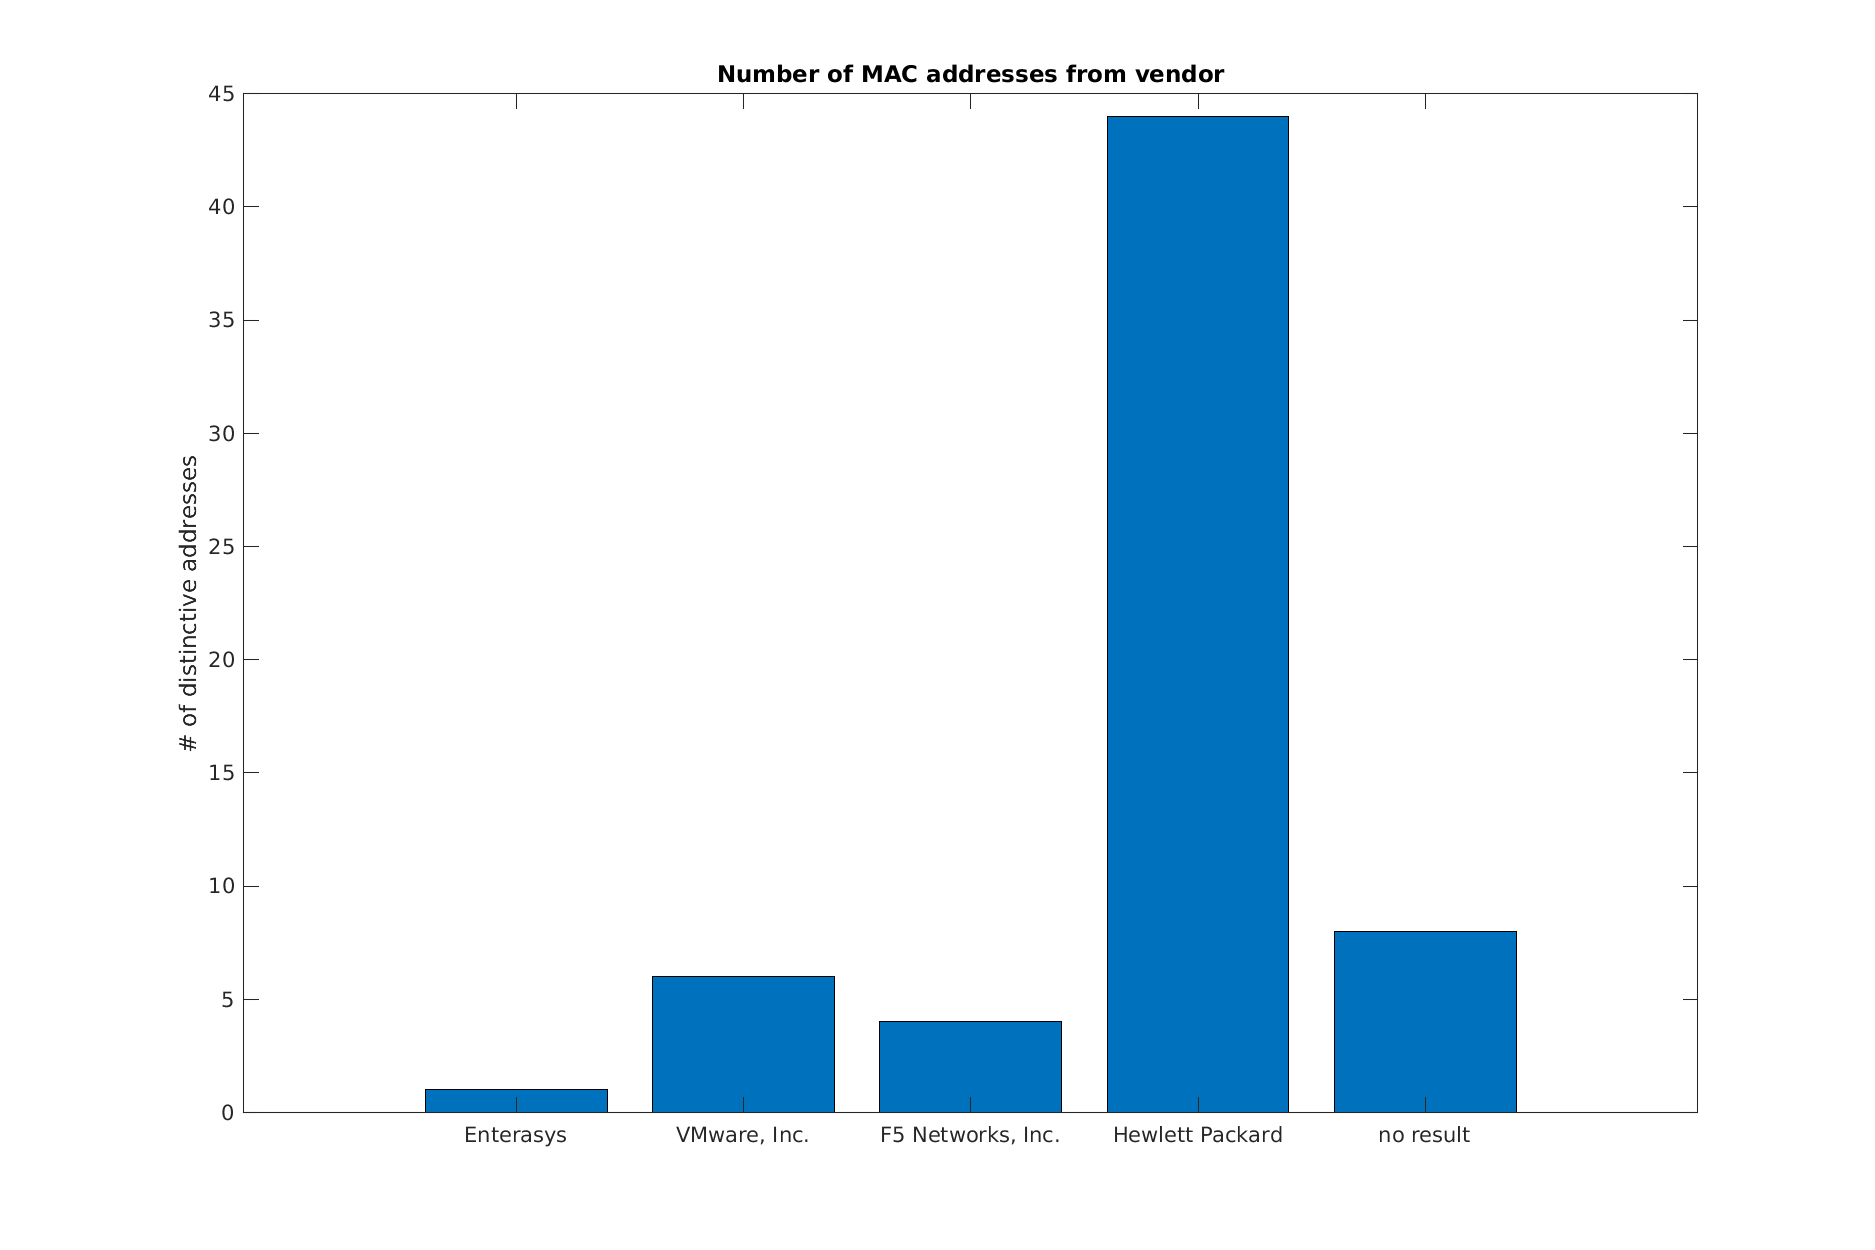 Number of MAC addresses from vendor
45
40
35
30
25
20
15
10
5
0
# of distinctive addresses
Enterasys
VMware, Inc.
F5 Networks, Inc.
Hewlett Packard
no result